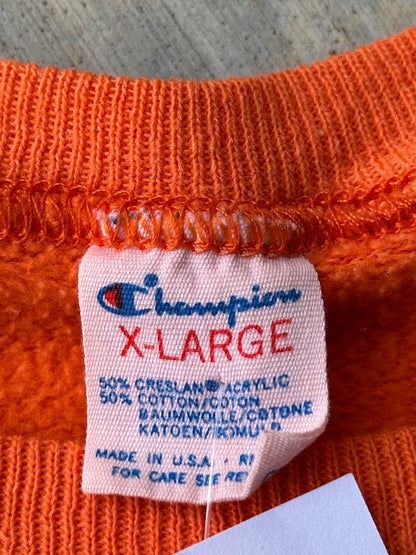 Champion
X-LARGE
50% CRESLAN® ACRYLIC
50% COTTON/COTON
BAUMWOLLE/COTONE
MADE IN U.S.A.
FOR CARE SEE